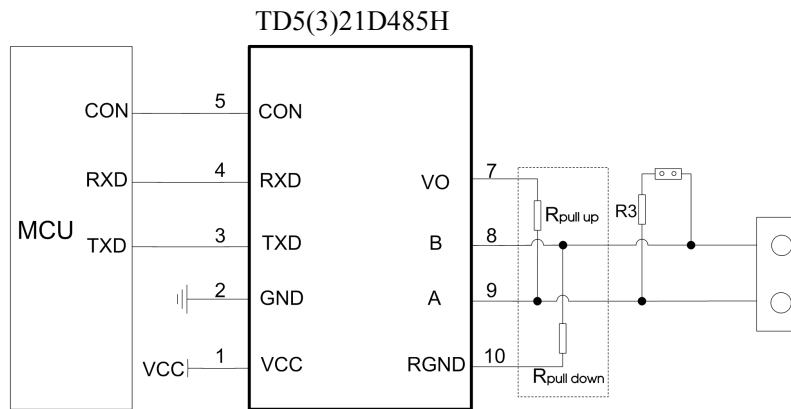 TD5(3)21D485H
MCU
CON 5 CON
RXD 4 RXD
TXD 3 TXD
2 GND
VCC 1 VCC
VO 7
B 8
A 9
RGND 10
Rpull up
Rpull down
R3